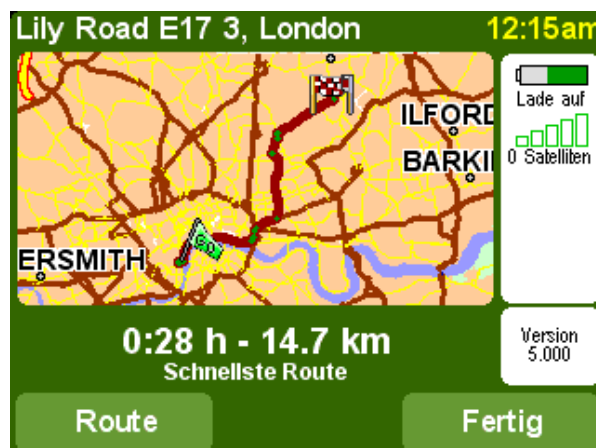 Lily Road E17 3, London
12:15am
ILFORD
BARKI
ERSMITH
GO
Lade auf
0 Satelliten
0:28 h - 14.7 km
Schnellste Route
Version
5.000
Route
Fertig